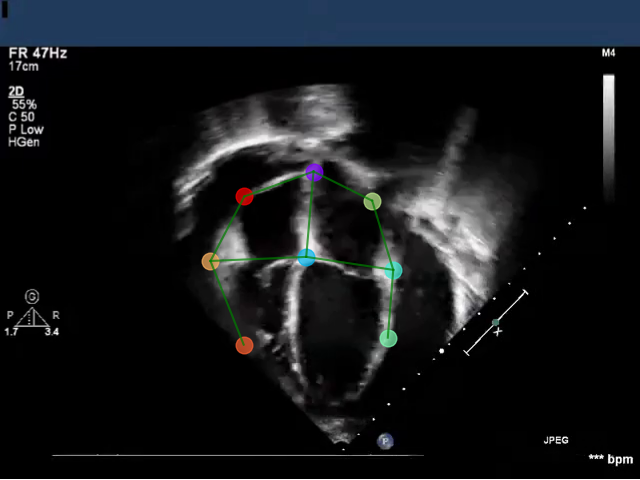 FR 47Hz
17cm
M4
2D
55%
C 50
P Low
HGen
G
P R
1.7 3.4
P
JPEG
*** bpm